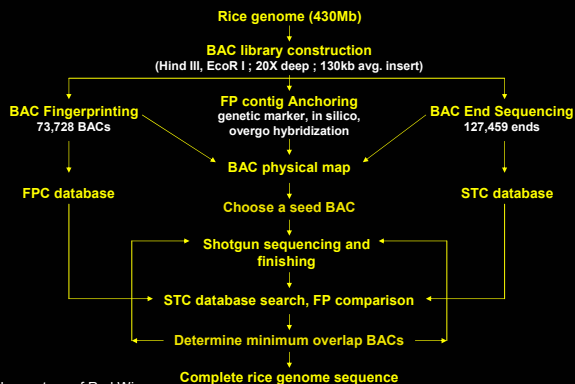 Rice genome (430Mb)
BAC library construction
(Hind III, EcoR I ; 20X deep ; 130kb avg. insert)
BAC Fingerprinting
73,728 BACs
FP contig Anchoring
genetic marker, in silico,
overgo hybridization
BAC End Sequencing
127,459 ends
BAC physical map
FPC database
STC database
Choose a seed BAC
Shotgun sequencing and
finishing
STC database search, FP comparison
Determine minimum overlap BACs
Complete rice genome sequence